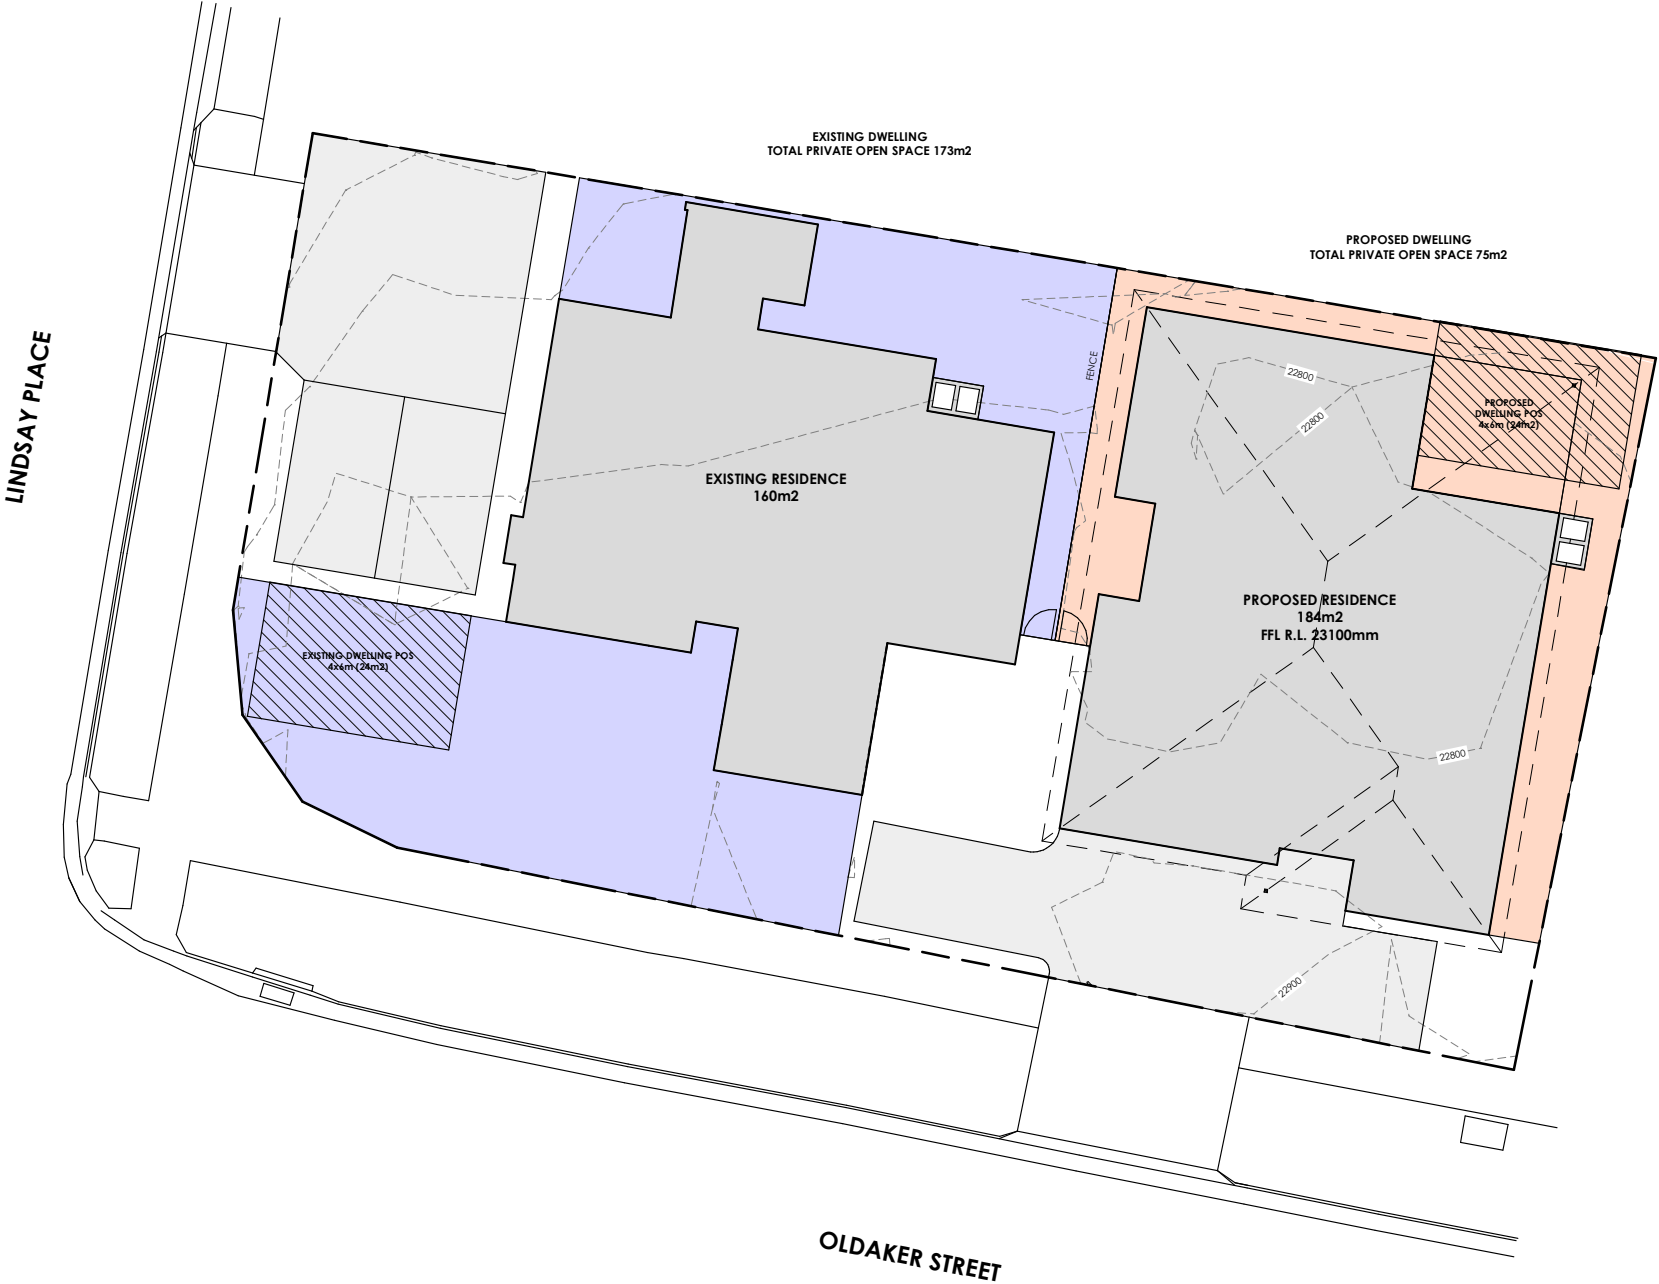 EXISTING DWELLING
TOTAL PRIVATE OPEN SPACE 173m2
PROPOSED DWELLING
TOTAL PRIVATE OPEN SPACE 75m2
LINDSAY PLACE
FENCE
22800
22800
PROPOSED
DWELLING POS
4x6m (24m2)
EXISTING RESIDENCE
160m2
PROPOSED RESIDENCE
184m2
FFL R.L. 23100mm
EXISTING DWELLING POS
4x6m (24m2)
22800
22900
OLDAKER STREET